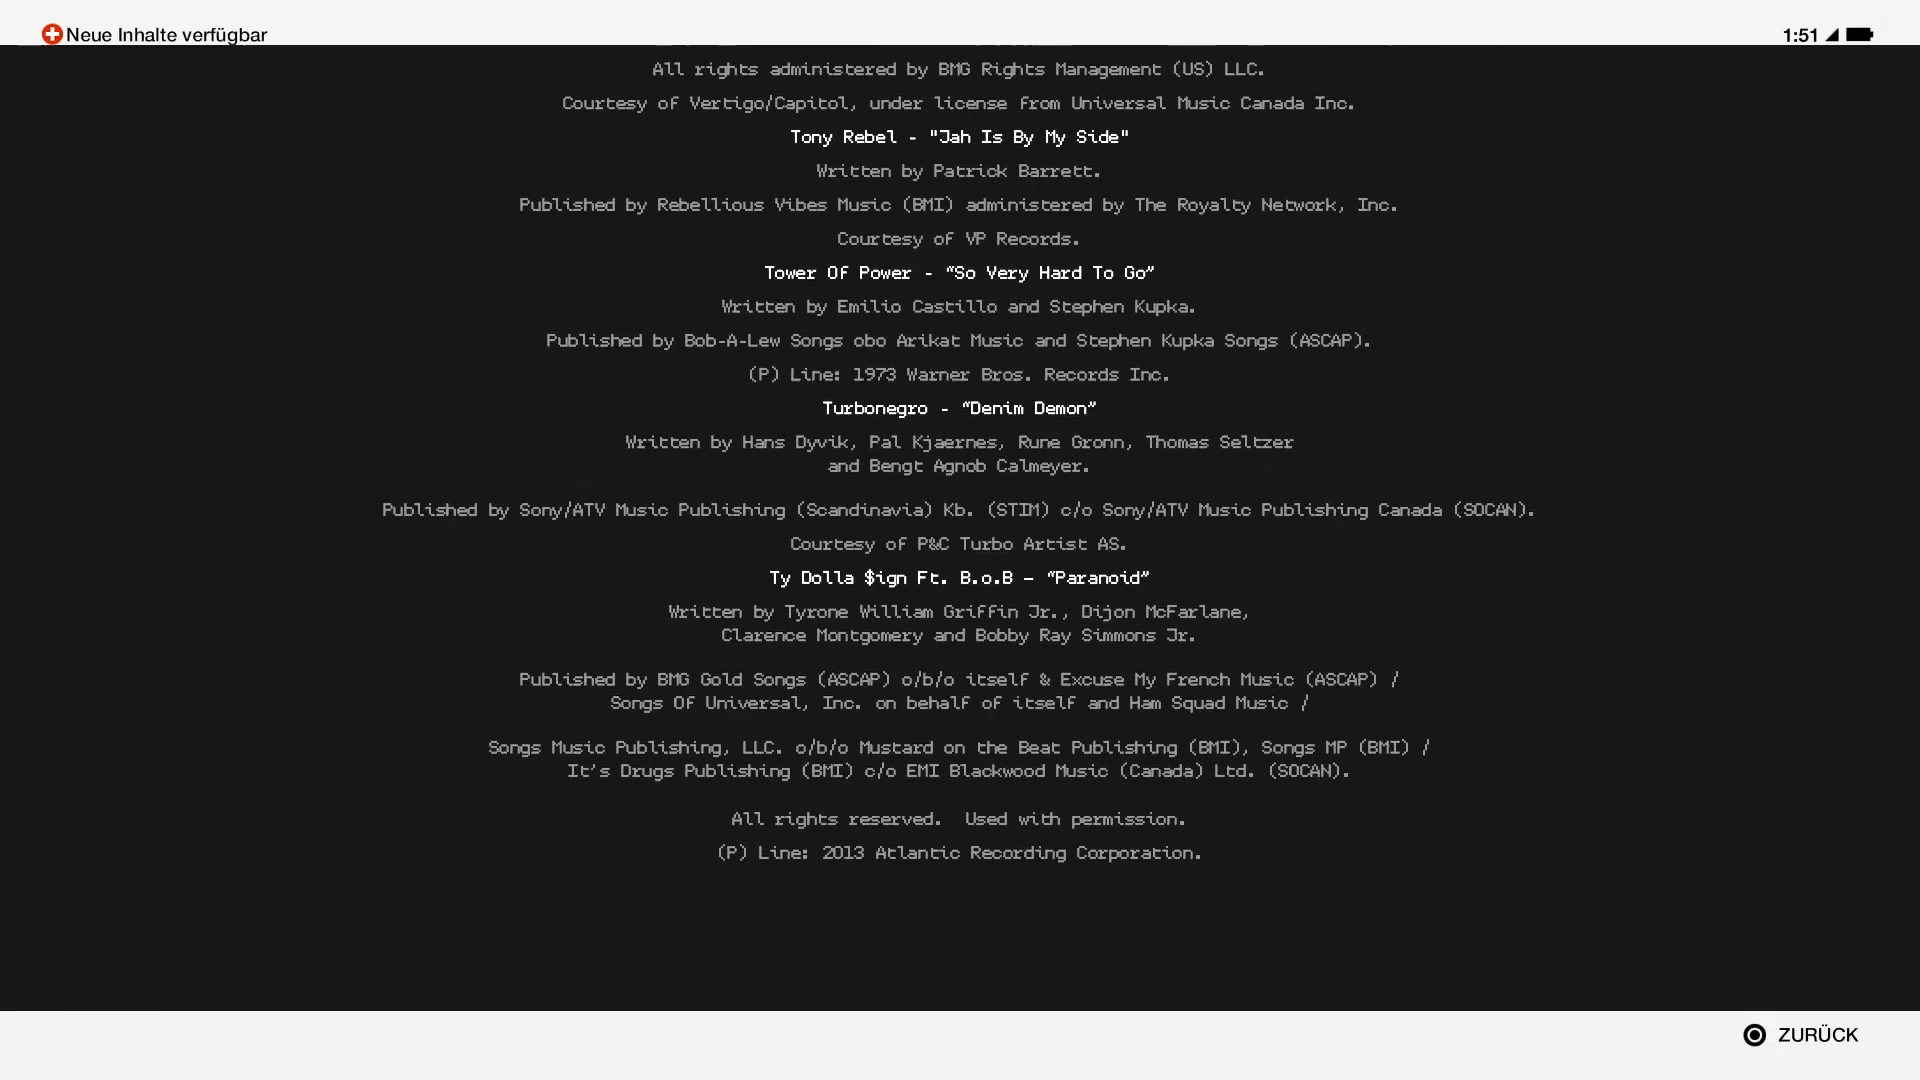 Neue Inhalte verfügbar
1:51
All rights administered by BMG Rights Management (US) LLC.
Courtesy of Vertigo/Capitol, under license from Universal Music Canada Inc.
Tony Rebel - "Jah Is By My Side"
Written by Patrick Barrett.
Published by Rebellious Vibes Music (BMI) administered by The Royalty Network, Inc.
Courtesy of VP Records.
Tower Of Power - “So Very Hard To Go”
Written by Emilio Castillo and Stephen Kupka.
Published by Bob-A-Lew Songs obo Arikat Music and Stephen Kupka Songs (ASCAP).
(P) Line: 1973 Warner Bros. Records Inc.
Turbonegro - “Denim Demon”
Written by Hans Dyvik, Pal Kjaernes, Rune Gronn, Thomas Seltzer
and Bengt Agnob Calmeyer.
Published by Sony/ATV Music Publishing (Scandinavia) Kb. (STIM) c/o Sony/ATV Music Publishing Canada (SOCAN).
Courtesy of P&C Turbo Artist AS.
Ty Dolla $ign Ft. B.o.B – “Paranoid”
Written by Tyrone William Griffin Jr., Dijon McFarlane,
Clarence Montgomery and Bobby Ray Simmons Jr.
Published by BMG Gold Songs (ASCAP) o/b/o itself & Excuse My French Music (ASCAP) /
Songs Of Universal, Inc. on behalf of itself and Ham Squad Music /
Songs Music Publishing, LLC. o/b/o Mustard on the Beat Publishing (BMI), Songs MP (BMI) /
It’s Drugs Publishing (BMI) c/o EMI Blackwood Music (Canada) Ltd. (SOCAN).
All rights reserved.  Used with permission.
(P) Line: 2013 Atlantic Recording Corporation.
ZURÜCK